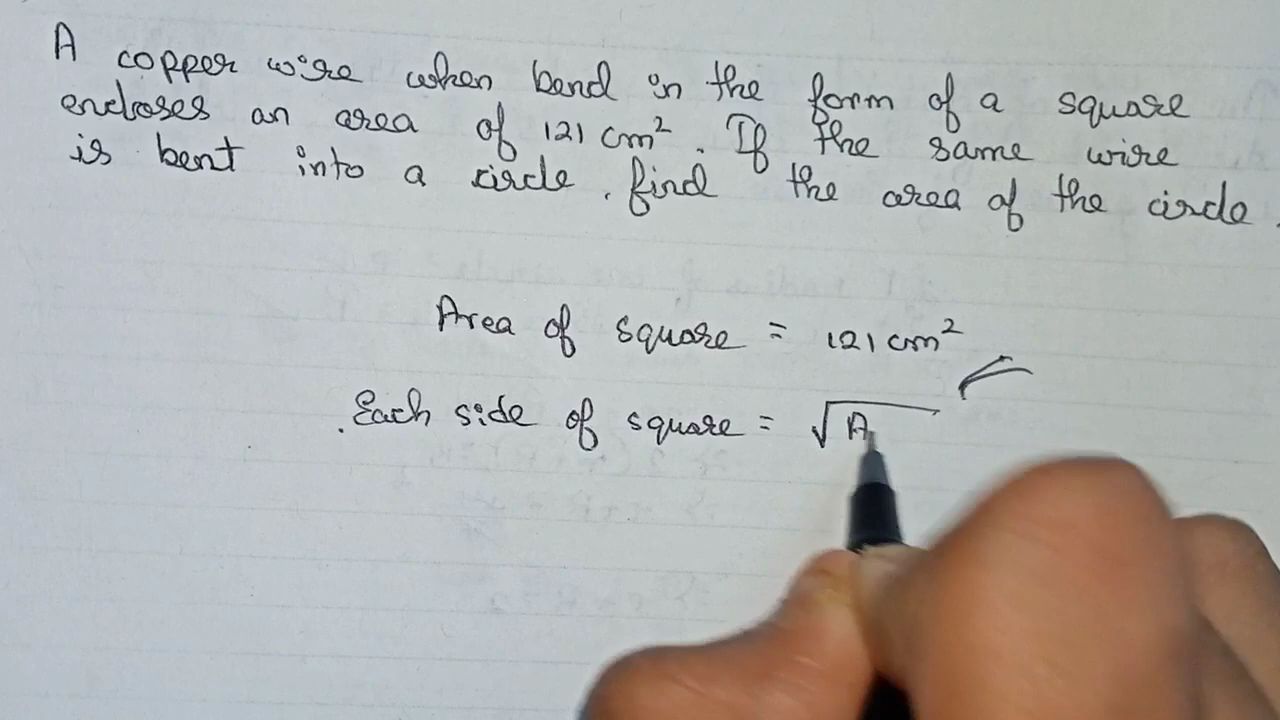 A copper wire when bend in the form of a square
encloses an area of 121 cm². If the same wire
is bent into a circle. find the area of the circle.
Area of square = 121 cm²
Each side of square = √A